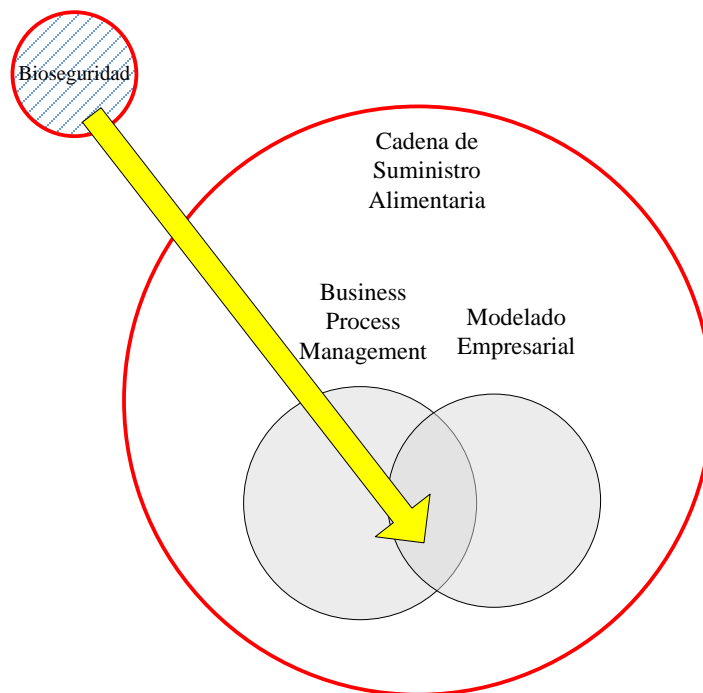 Bioseguridad
Cadena de
Suministro
Alimentaria
Business
Process
Management
Modelado
Empresarial